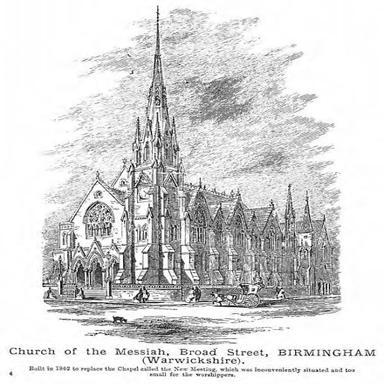 Church of the Messiah, Broad Street, BIRMINGHAM
(Warwickshire).
Built in 1862 to replace the Chapel called the New Meeting, which was inconveniently situated and too
small for the worshippers.
4